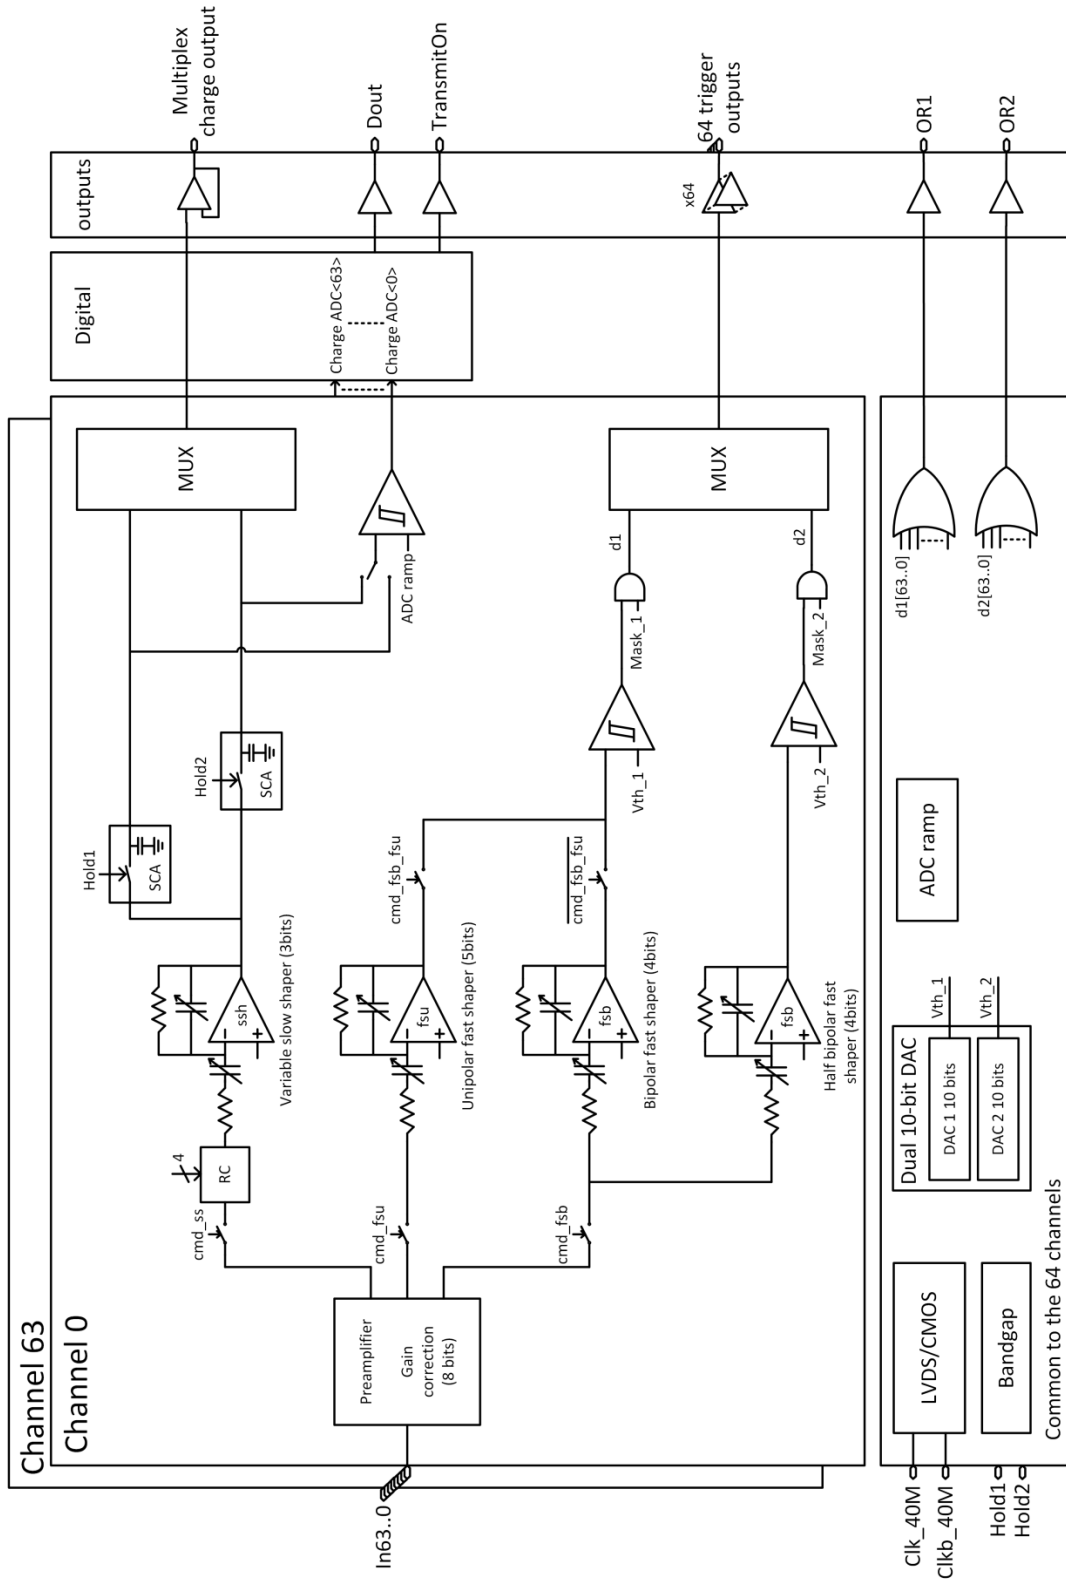 Channel 63
Channel 0
In63..0
Preamplifier
Gain
correction
(8 bits)
cmd_ss
cmd_fsu
cmd_fsb
4
RC
ssh
Variable slow shaper (3bits)
fsu
Unipolar fast shaper (5bits)
fsb
Bipolar fast shaper (4bits)
fsb
Half bipolar fast
shaper (4bits)
Hold1
SCA
Hold2
SCA
cmd_fsb_fsu
cmd_fsb_fsu
Vth_1
Vth_2
Mask_1
Mask_2
d1
d2
ADC ramp
MUX
MUX
Digital
Charge ADC<63>
Charge ADC<0>
outputs
x64
Multiplex
charge output
Dout
TransmitOn
64 trigger
outputs
OR1
OR2
Clk_40M
Clkb_40M
Hold1
Hold2
LVDS/CMOS
Bandgap
Dual 10-bit DAC
DAC 1 10 bits
DAC 2 10 bits
Vth_1
Vth_2
ADC ramp
d1[63..0]
d2[63..0]
Common to the 64 channels